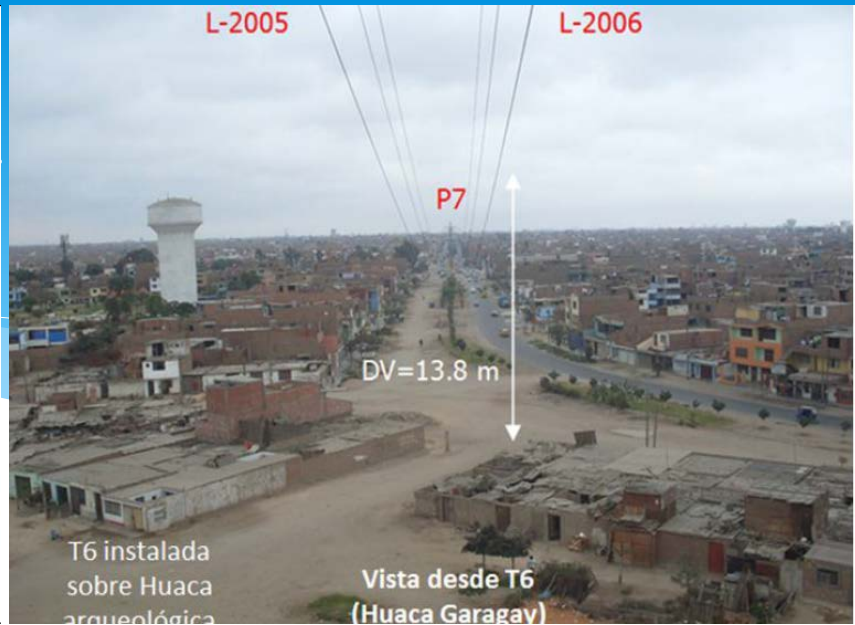 L-2005
L-2006
P7
DV=13.8 m
T6 instalada
sobre Huaca
arqueológica
Vista desde T6
(Huaca Garagay)